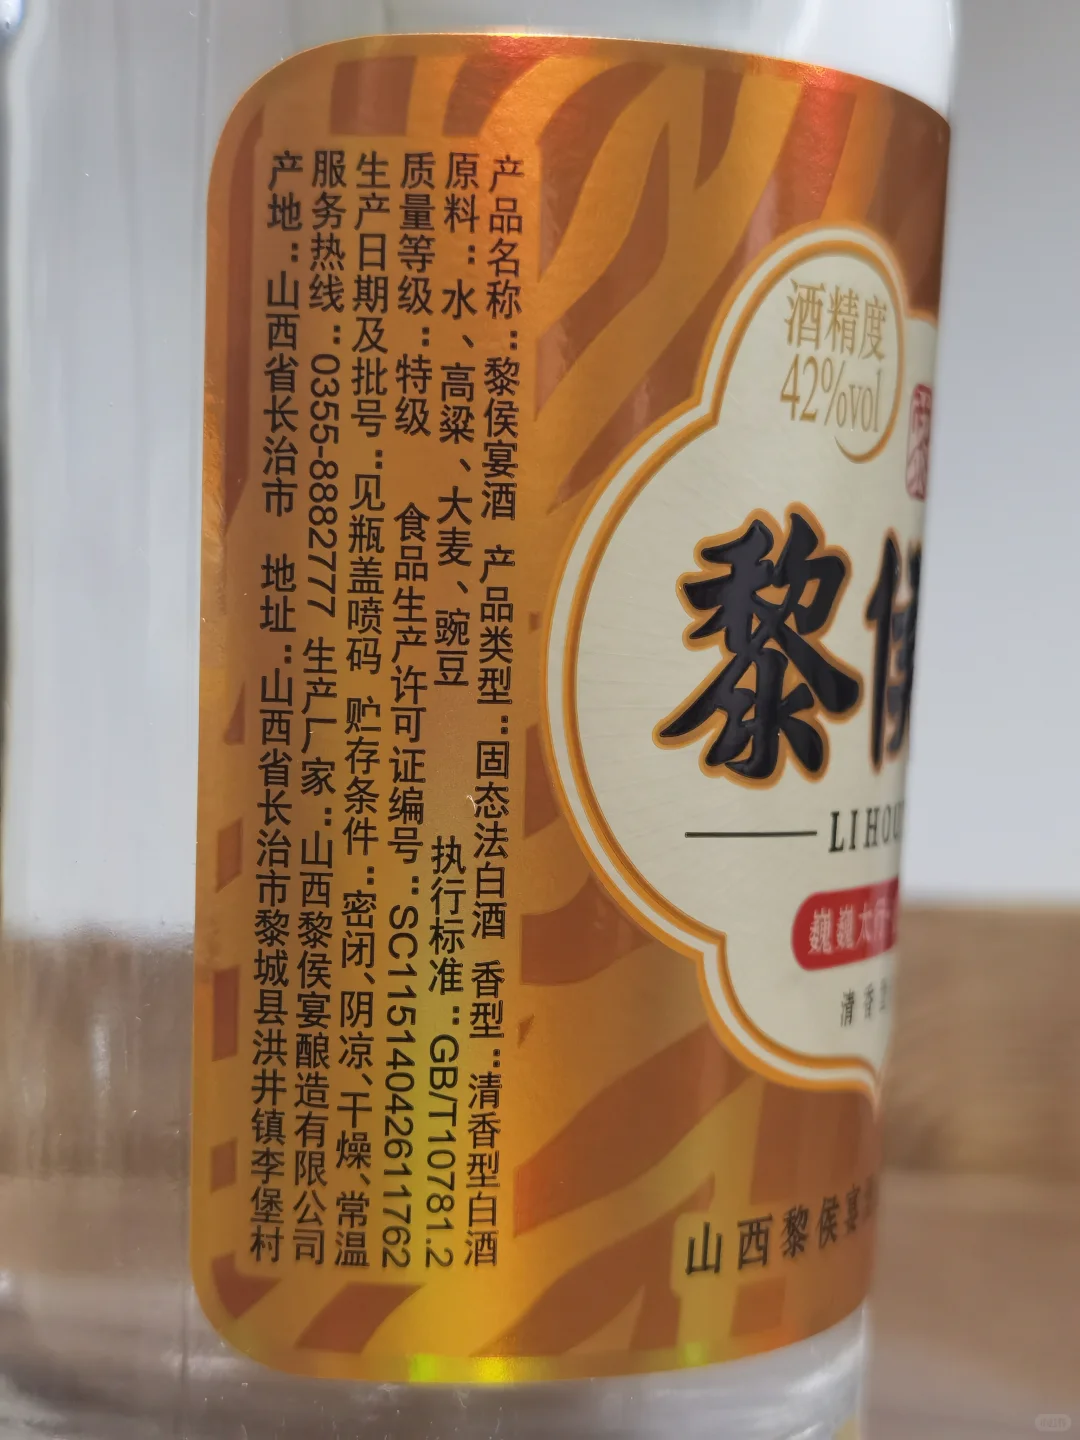 产品名称：黎侯宴酒 产品类型：固态法白酒 香型：清香型白酒
原料：水、高粱、大麦、豌豆 执行标准：GB/T10781.2
质量等级：特级 食品生产许可证编号：SC11514042611762
生产日期及批号：见瓶盖喷码 贮存条件：密闭、阴凉、干燥、常温
服务热线：0355-8882777 生产厂家：山西黎侯宴酿造有限公司
产地：山西省长治市 地址：山西省长治市黎城县洪井镇李堡村
酒精度
42%vol
黎侯
LIHOU
巍巍太行
清香
山西黎侯宴